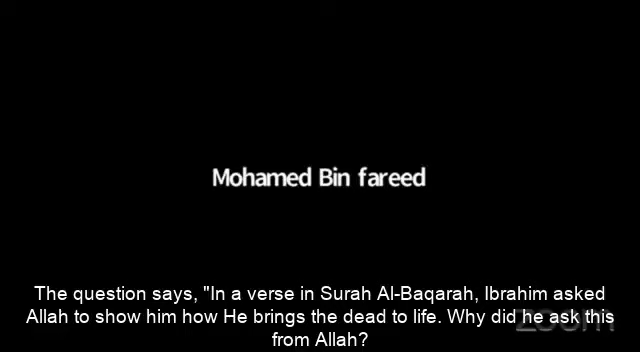 Mohamed Bin fareed
The question says, "In a verse in Surah Al-Baqarah, Ibrahim asked
Allah to show him how He brings the dead to life. Why did he ask this
from Allah?
zoom